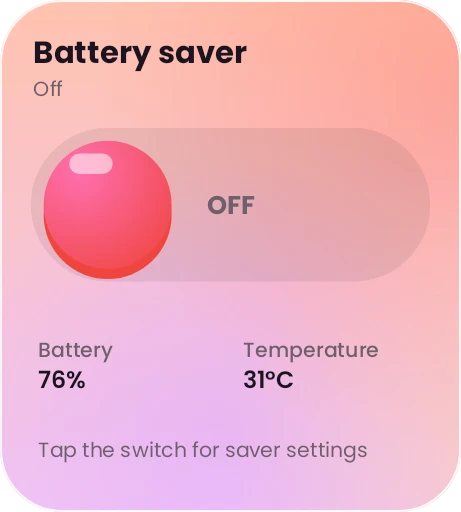 Battery saver
Off
OFF
Battery
76%
Temperature
31°C
Tap the switch for saver settings